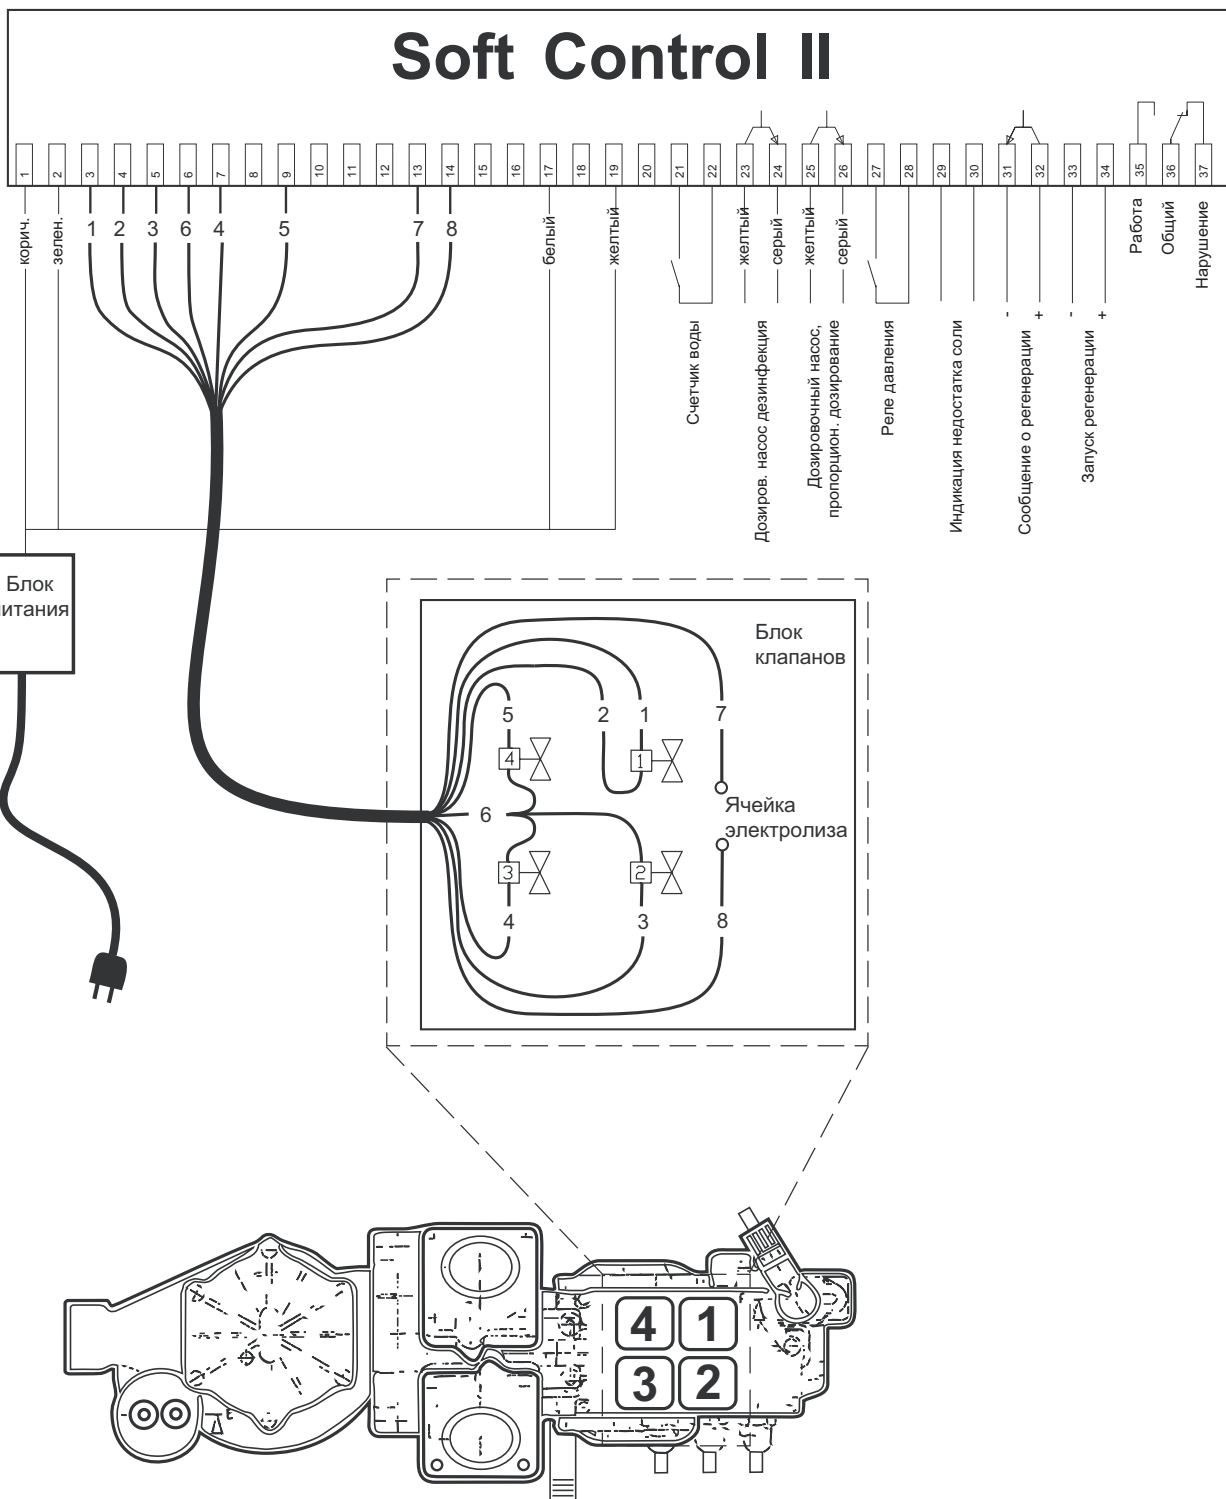 Soft Control II
1 2 3 4 5 6 7 8 9 10 11 12 13 14 15 16 17 18 19 20 21 22 23 24 25 26 27 28 29 30 31 32 33 34 35 36 37
корич. зелен. 1 2 3 6 4 5 7 8 белый желтый желтый серый желтый серый Работа Общий Нарушение
- + - +
Счетчик воды
Дозиров. насос дезинфекция
Дозировочный насос,
пропорцион. дозирование
Реле давления
Индикация недостатка соли
Сообщение о регенерации
Запуск регенерации
Блок
питания
Блок
клапанов
5 2 1 7
4 1
6
Ячейка
электролиза
3 2
4 3 8
4 1
3 2